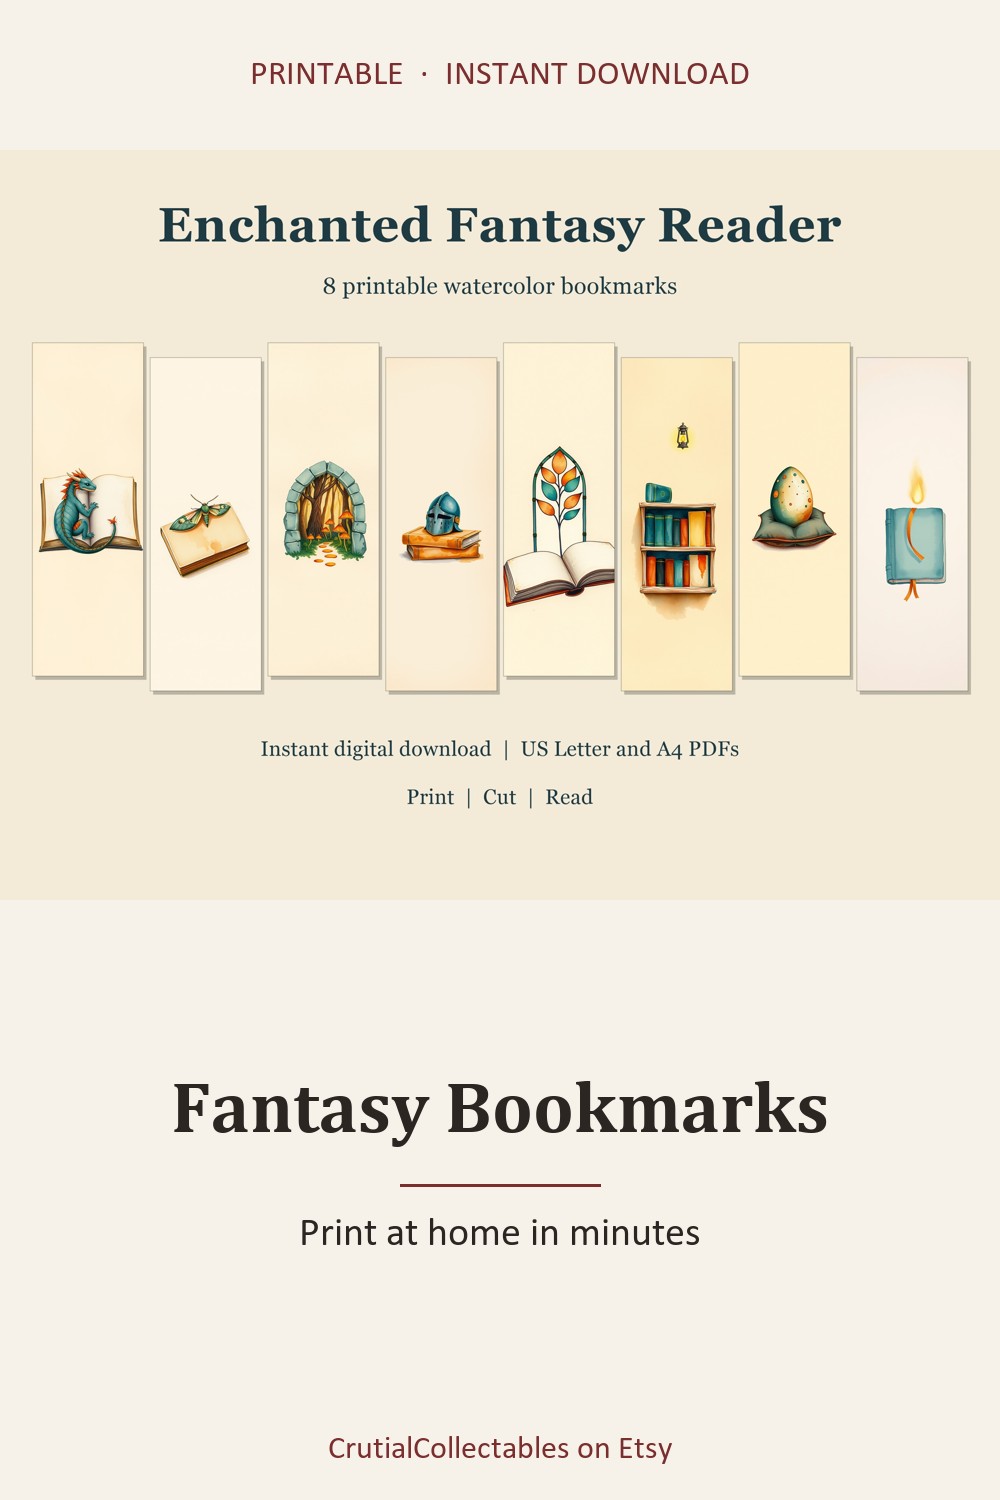 PRINTABLE · INSTANT DOWNLOAD
Enchanted Fantasy Reader
8 printable watercolor bookmarks
Instant digital download | US Letter and A4 PDFs
Print | Cut | Read
Fantasy Bookmarks
Print at home in minutes
CrutialCollectables on Etsy